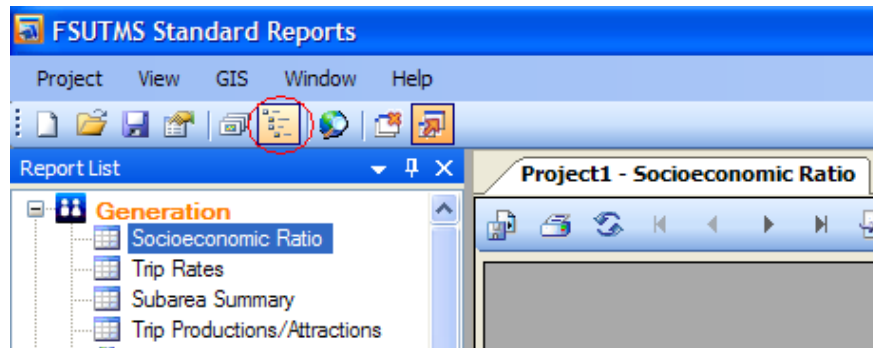 FSUTMS Standard Reports
Project View GIS Window Help
Report List
Project1 - Socioeconomic Ratio
Generation
Socioeconomic Ratio
Trip Rates
Subarea Summary
Trip Productions/Attractions